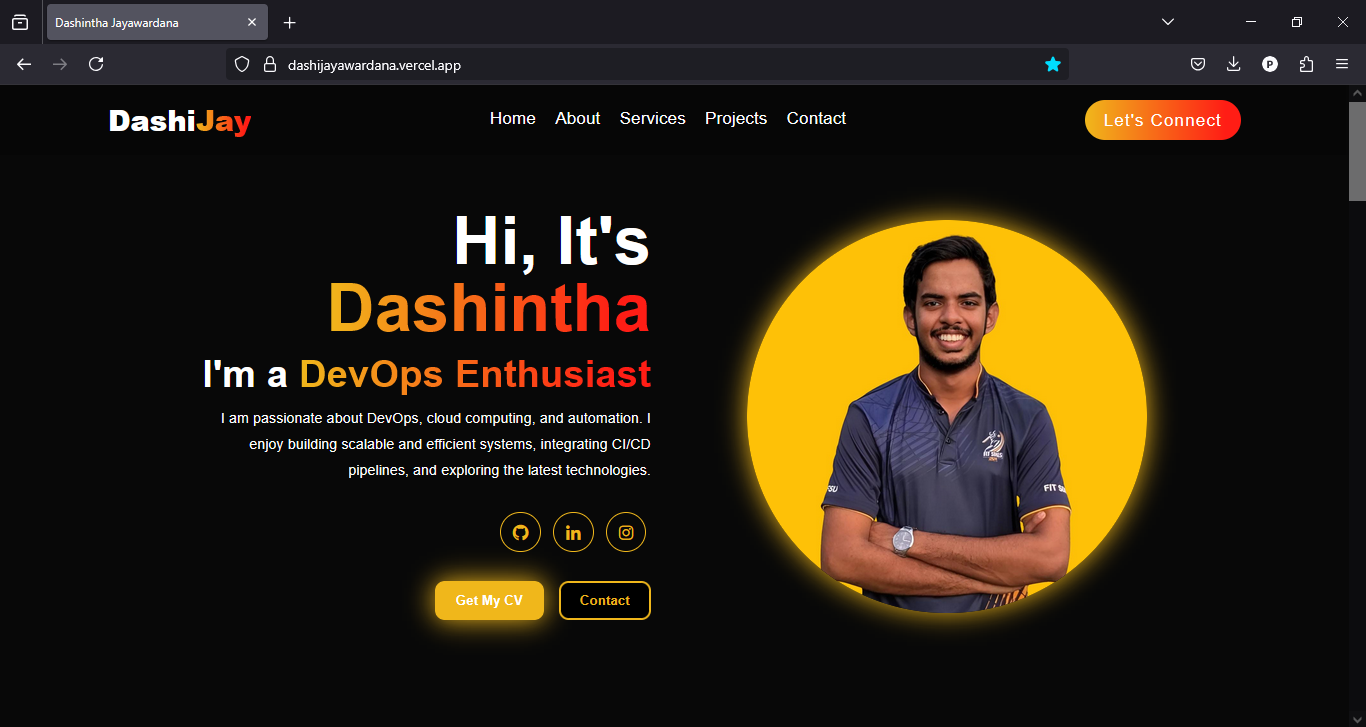 Dashintha Jayawardana
dashijayawardana.vercel.app
P
DashiJay
Home About Services Projects Contact
Let's Connect
Hi, It's
Dashintha
I'm a DevOps Enthusiast
I am passionate about DevOps, cloud computing, and automation. I
enjoy building scalable and efficient systems, integrating CI/CD
pipelines, and exploring the latest technologies.
in
Get My CV
Contact